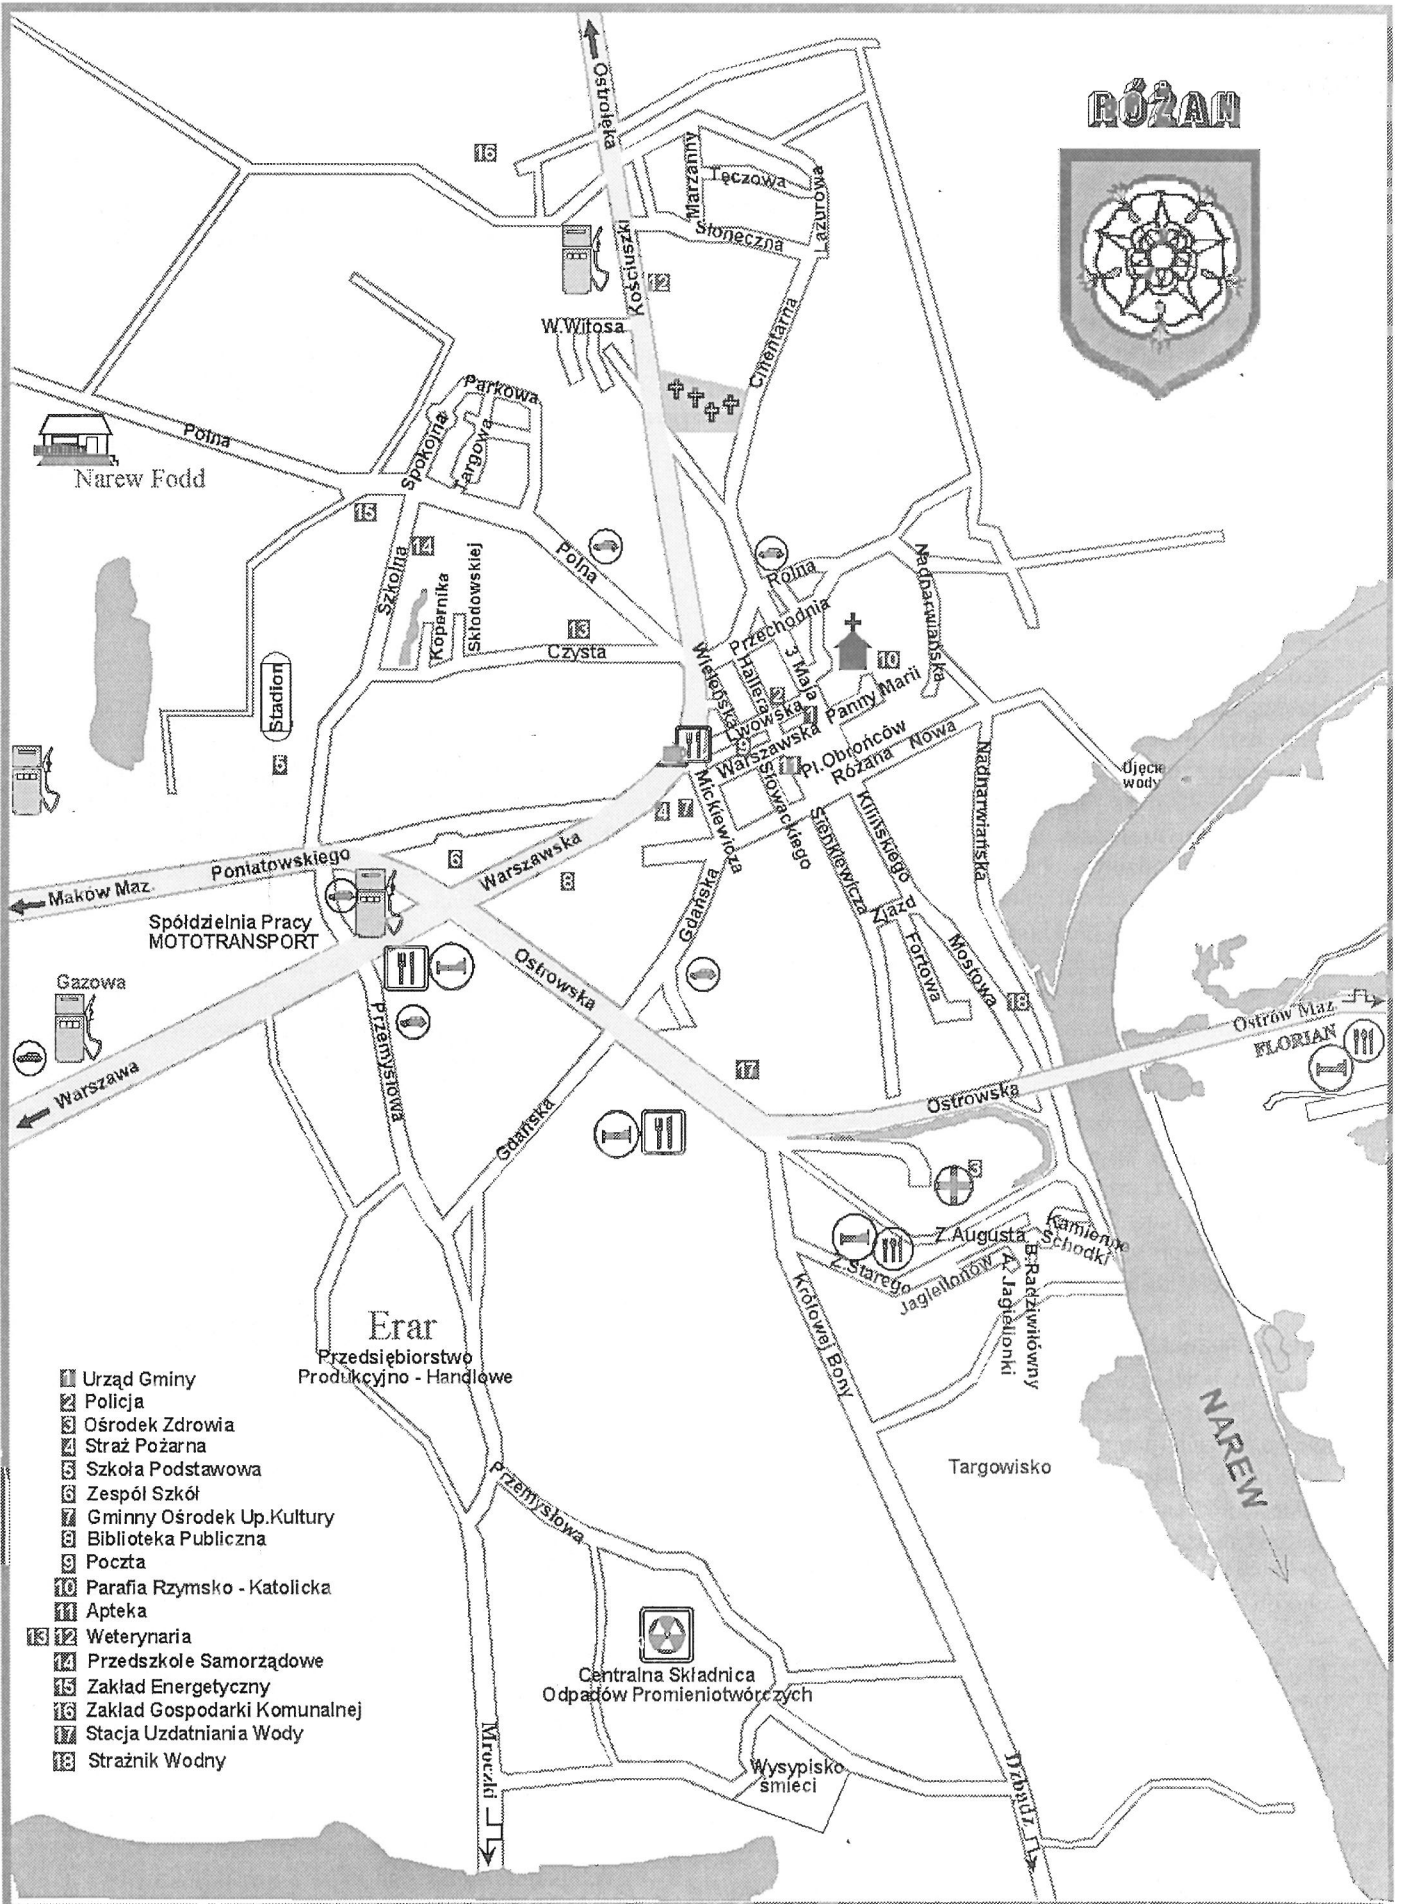 RÓŻAN
Ostrołęka
16
Marzanny
Tęczowa
Lazurowa
Słoneczna
Kościuszki
12
W.Witosa
Cmentarna
Parkowa
Polna
Spokojna
Targowa
Narew Fodd
15
14
Polna
Szkolna
Kopernika
Skłodowskiej
Rolna
Nadnarwiańska
Przechodnia
13
Czysta
Wileńska
Hallera
3 Maja
10
Stadion
2
Lwowska
1
Panny Marii
9
Warszawska
Pl.Obrońców
Różana
Nowa
11
5
Ujęcie
wody
4
7
Mickiewicza
Słowackiego
Sienkiewicza
Kilińskiego
Nadnarwiańska
Poniatowskiego
6
Warszawska
8
Maków Maz.
Gdańska
Zjazd
Spółdzielnia Pracy
MOTOTRANSPORT
Fortowa
Mostowa
Ostrowska
Gazowa
18
Ostrów Maz
FLORIAN
Przemysłowa
17
Warszawa
Ostrowska
Gdańska
3
Z.Augusta
Kamienne
Schodki
Z.Starego
Jagiellonów
A. Jagiellonki
B.Radziwiłówny
Królowej Bony
Erar
Przedsiębiorstwo
Produkcyjno - Handlowe
1 Urząd Gminy
2 Policja
3 Ośrodek Zdrowia
4 Straż Pożarna
5 Szkoła Podstawowa
6 Zespół Szkół
7 Gminny Ośrodek Up.Kultury
8 Biblioteka Publiczna
9 Poczta
10 Parafia Rzymsko - Katolicka
11 Apteka
13 12 Weterynaria
14 Przedszkole Samorządowe
15 Zakład Energetyczny
16 Zakład Gospodarki Komunalnej
17 Stacja Uzdatniania Wody
18 Strażnik Wodny
Targowisko
NAREW
Przemysłowa
Centralna Składnica
Odpadów Promieniotwórczych
Mroczki
Wysypisko
śmieci
Dzbądz